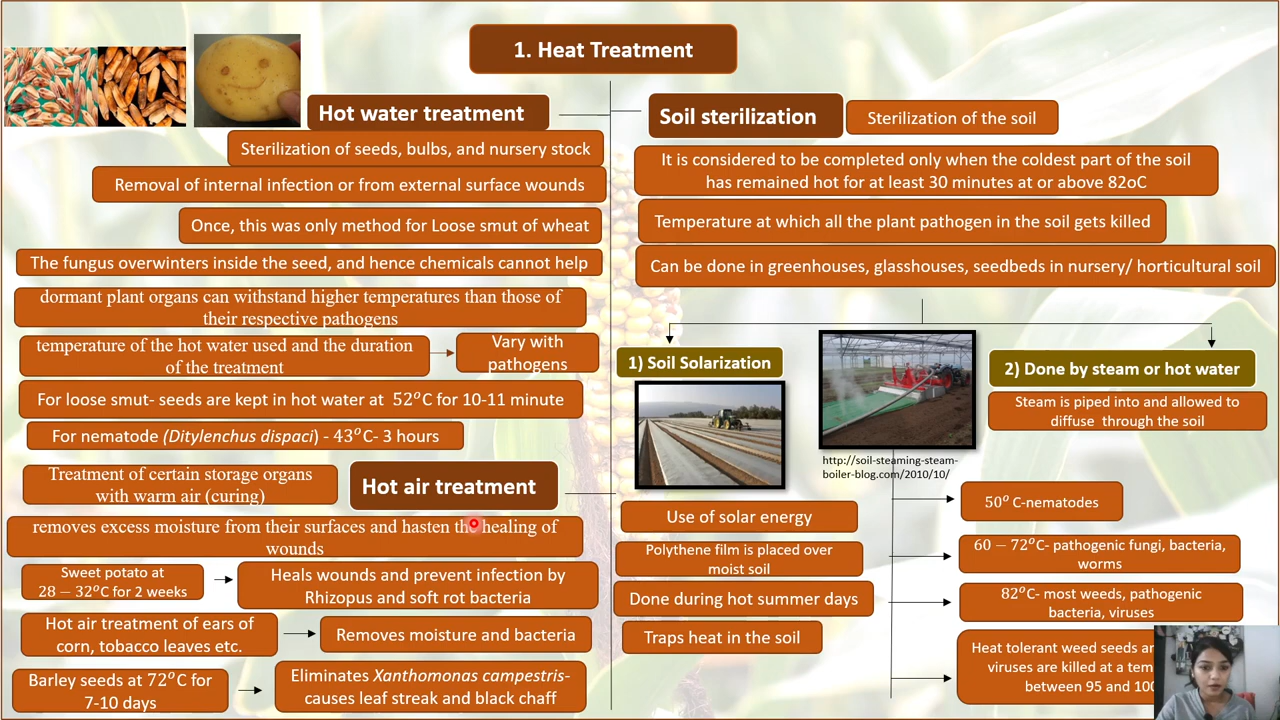 1. Heat Treatment
Hot water treatment
Sterilization of seeds, bulbs, and nursery stock
Removal of internal infection or from external surface wounds
Once, this was only method for Loose smut of wheat
The fungus overwinters inside the seed, and hence chemicals cannot help
dormant plant organs can withstand higher temperatures than those of
their respective pathogens
temperature of the hot water used and the duration
of the treatment
Vary with
pathogens
For loose smut- seeds are kept in hot water at 52°C for 10-11 minute
For nematode (Ditylenchus dispaci) - 43°C- 3 hours
Treatment of certain storage organs
with warm air (curing)
Hot air treatment
removes excess moisture from their surfaces and hasten the healing of
wounds
Sweet potato at
28 – 32°C for 2 weeks
Heals wounds and prevent infection by
Rhizopus and soft rot bacteria
Hot air treatment of ears of
corn, tobacco leaves etc.
Removes moisture and bacteria
Barley seeds at 72°C for
7-10 days
Eliminates Xanthomonas campestris-
causes leaf streak and black chaff
Soil sterilization
Sterilization of the soil
It is considered to be completed only when the coldest part of the soil
has remained hot for at least 30 minutes at or above 82oC
Temperature at which all the plant pathogen in the soil gets killed
Can be done in greenhouses, glasshouses, seedbeds in nursery/ horticultural soil
1) Soil Solarization
Use of solar energy
Polythene film is placed over
moist soil
Done during hot summer days
Traps heat in the soil
http://soil-steaming-steam-
boiler-blog.com/2010/10/
2) Done by steam or hot water
Steam is piped into and allowed to
diffuse through the soil
50° C-nematodes
60 – 72°C- pathogenic fungi, bacteria,
worms
82°C- most weeds, pathogenic
bacteria, viruses
Heat tolerant weed seeds
viruses are killed at a
between 95 and